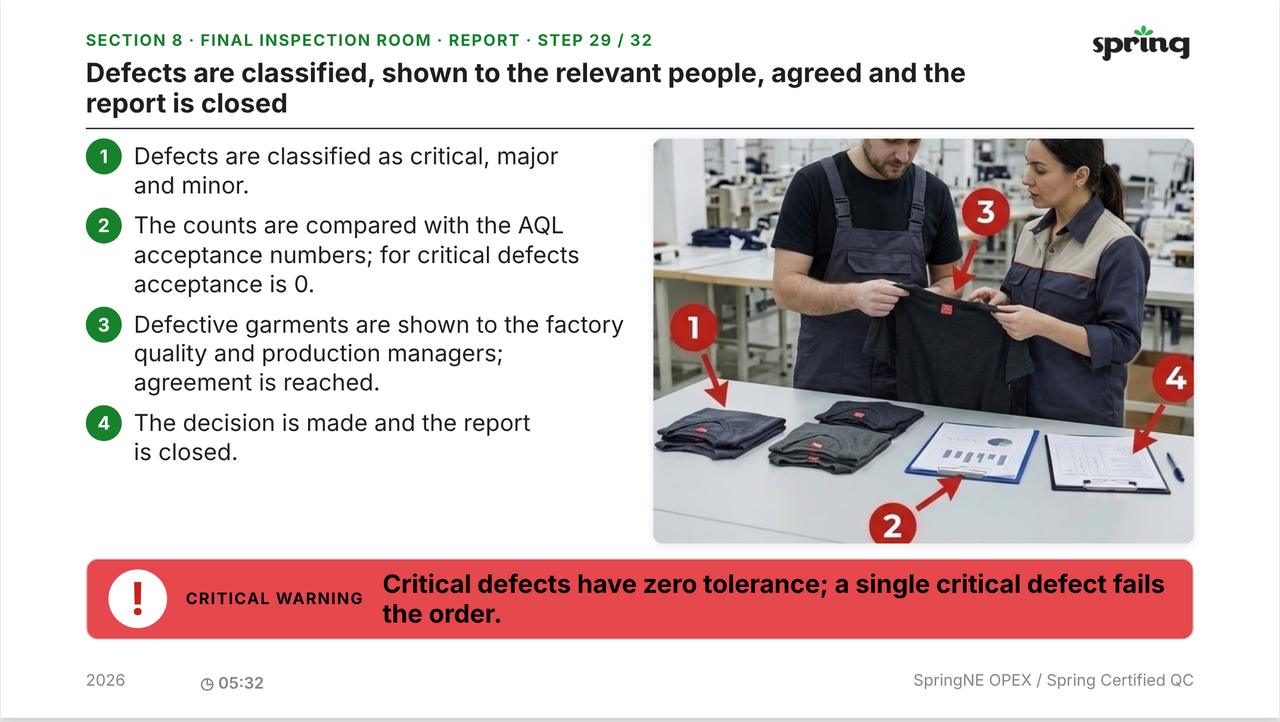 SECTION 8 · FINAL INSPECTION ROOM · REPORT · STEP 29 / 32
spring
Defects are classified, shown to the relevant people, agreed and the
report is closed
1 Defects are classified as critical, major
and minor.
2 The counts are compared with the AQL
acceptance numbers; for critical defects
acceptance is 0.
3 Defective garments are shown to the factory
quality and production managers;
agreement is reached.
4 The decision is made and the report
is closed.
3
1
4
2
! CRITICAL WARNING Critical defects have zero tolerance; a single critical defect fails
the order.
2026
05:32
SpringNE OPEX / Spring Certified QC